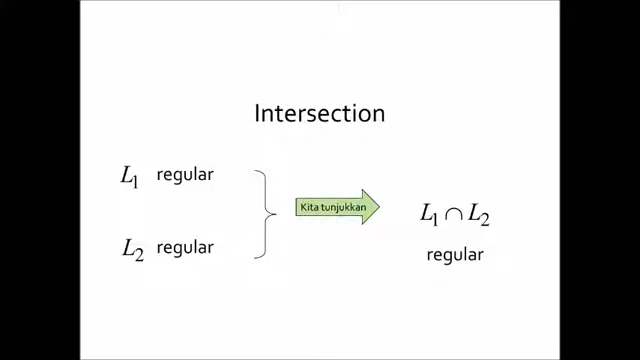 Intersection
L₁ regular
Kita tunjukkan
L₁ ∩ L₂
L₂ regular
regular